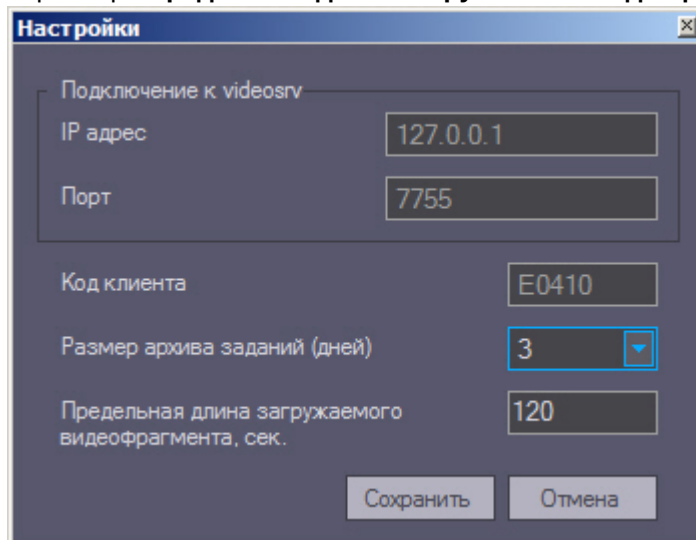 Настройки
Подключение к videosrv
IP адрес
127.0.0.1
Порт
7755
Код клиента
E0410
Размер архива заданий (дней)
3
Предельная длина загружаемого
видеофрагмента, сек.
120
Сохранить
Отмена